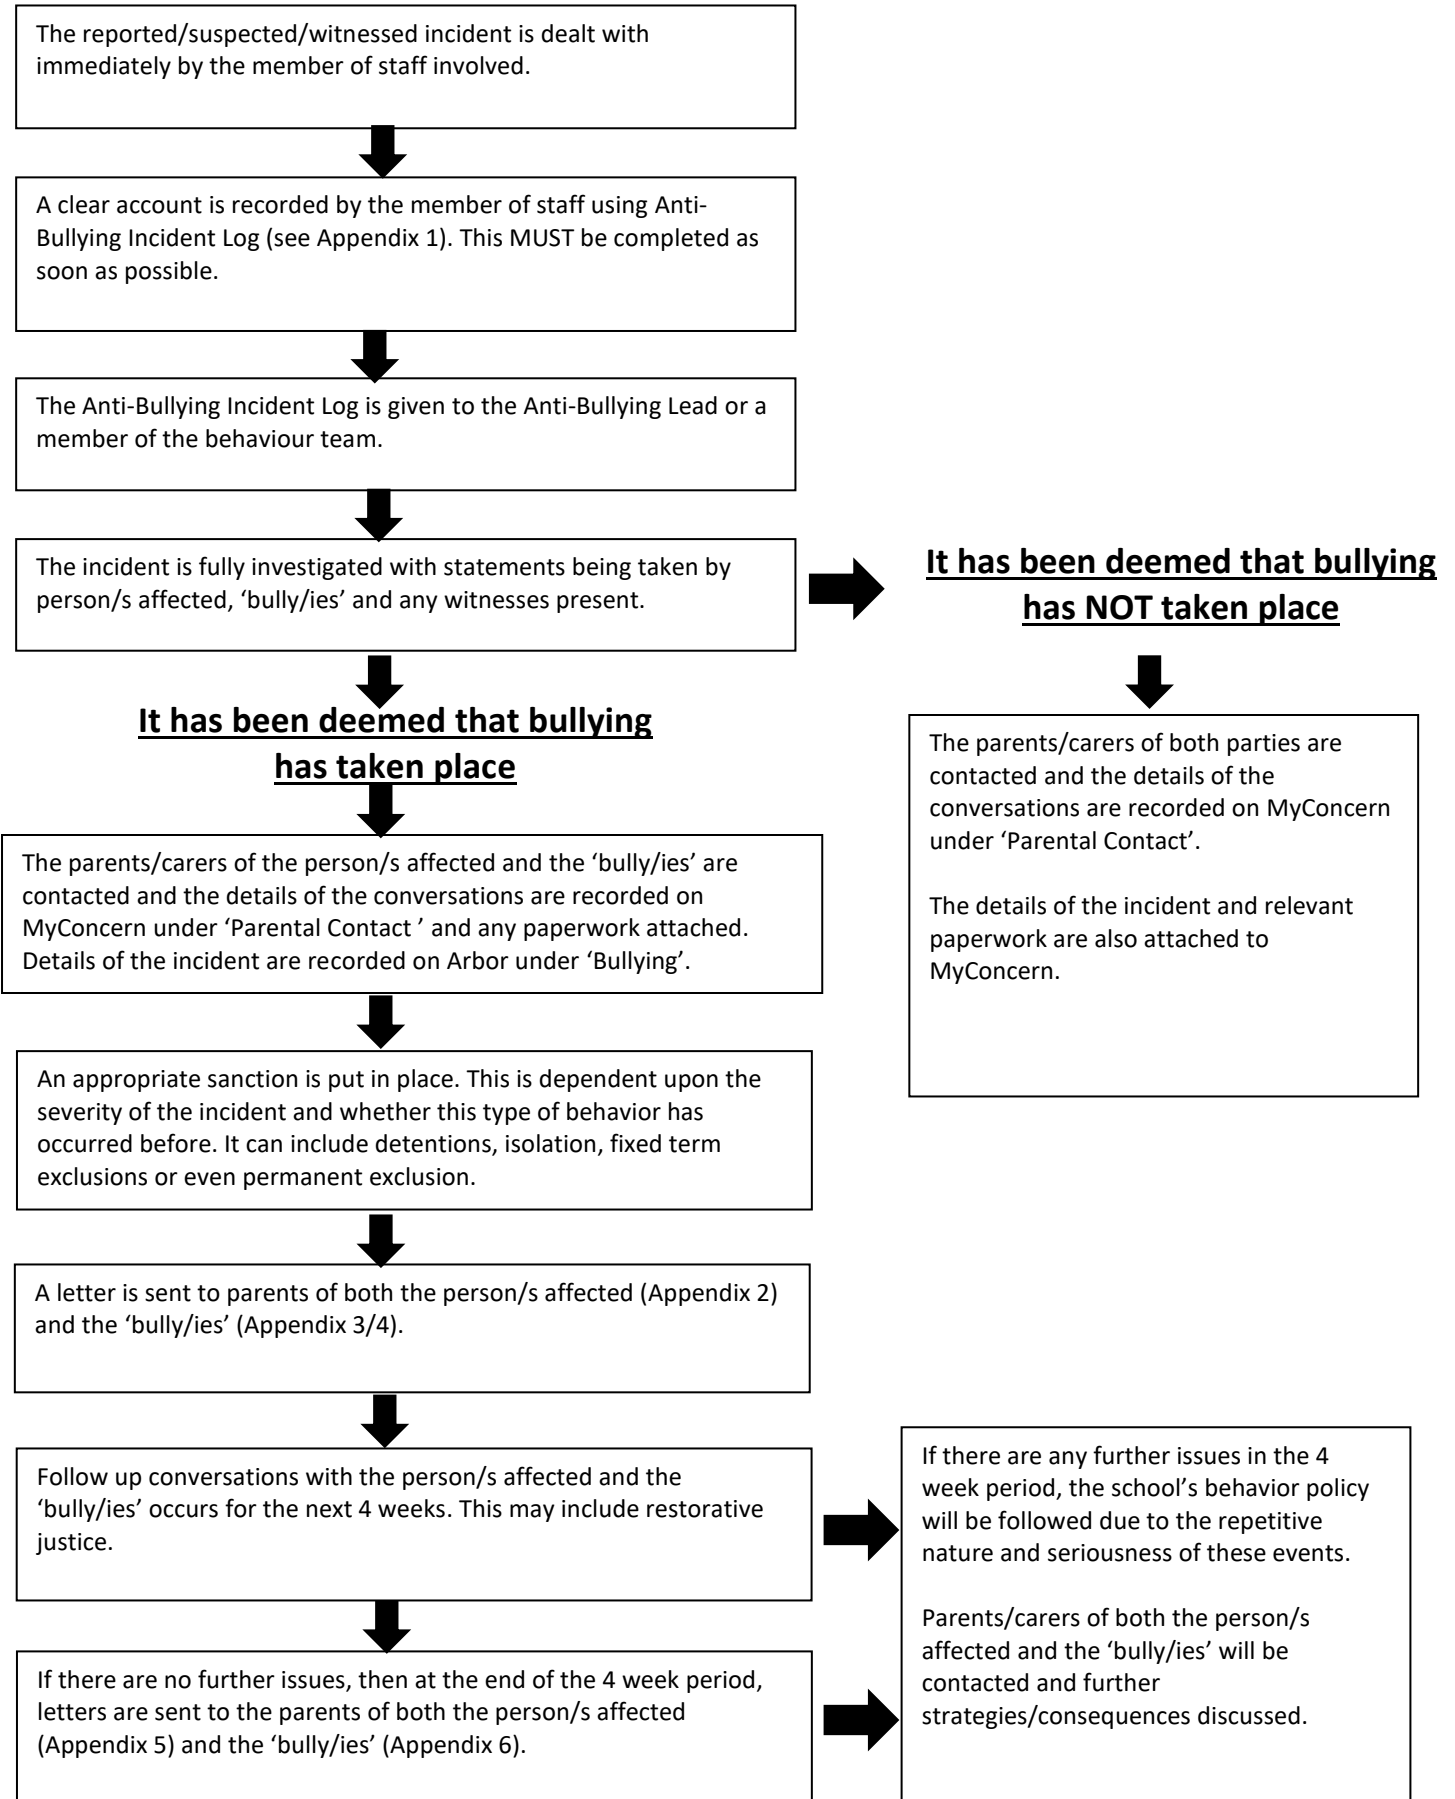 The reported/suspected/witnessed incident is dealt with
immediately by the member of staff involved.
A clear account is recorded by the member of staff using Anti-
Bullying Incident Log (see Appendix 1). This MUST be completed as
soon as possible.
The Anti-Bullying Incident Log is given to the Anti-Bullying Lead or a
member of the behaviour team.
The incident is fully investigated with statements being taken by
person/s affected, ‘bully/ies’ and any witnesses present.
It has been deemed that bullying
has NOT taken place
The parents/carers of both parties are
contacted and the details of the
conversations are recorded on MyConcern
under ‘Parental Contact’.
The details of the incident and relevant
paperwork are also attached to
MyConcern.
It has been deemed that bullying
has taken place
The parents/carers of the person/s affected and the ‘bully/ies’ are
contacted and the details of the conversations are recorded on
MyConcern under ‘Parental Contact ’ and any paperwork attached.
Details of the incident are recorded on Arbor under ‘Bullying’.
An appropriate sanction is put in place. This is dependent upon the
severity of the incident and whether this type of behavior has
occurred before. It can include detentions, isolation, fixed term
exclusions or even permanent exclusion.
A letter is sent to parents of both the person/s affected (Appendix 2)
and the ‘bully/ies’ (Appendix 3/4).
Follow up conversations with the person/s affected and the
‘bully/ies’ occurs for the next 4 weeks. This may include restorative
justice.
If there are any further issues in the 4
week period, the school’s behavior policy
will be followed due to the repetitive
nature and seriousness of these events.
Parents/carers of both the person/s
affected and the ‘bully/ies’ will be
contacted and further
strategies/consequences discussed.
If there are no further issues, then at the end of the 4 week period,
letters are sent to the parents of both the person/s affected
(Appendix 5) and the ‘bully/ies’ (Appendix 6).